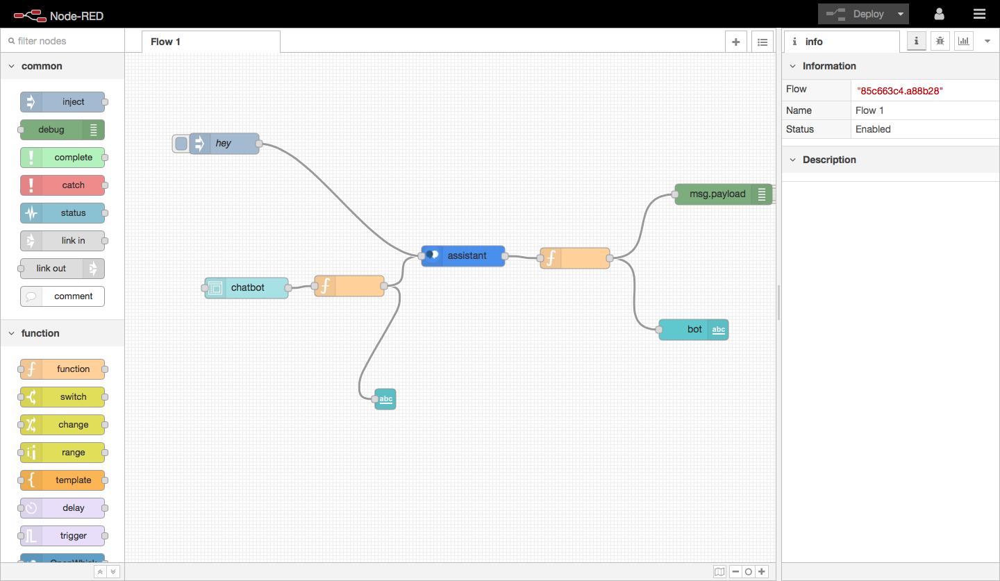 Node-RED
Deploy
filter nodes
Flow 1
info
common
inject
debug
complete
catch
status
link in
link out
comment
function
function
switch
change
range
template
delay
trigger
OpenWhisk
hey
chatbot
assistant
msg.payload
bot
abc
abc
Information
Flow
"85c663c4.a88b28"
Name
Flow 1
Status
Enabled
Description